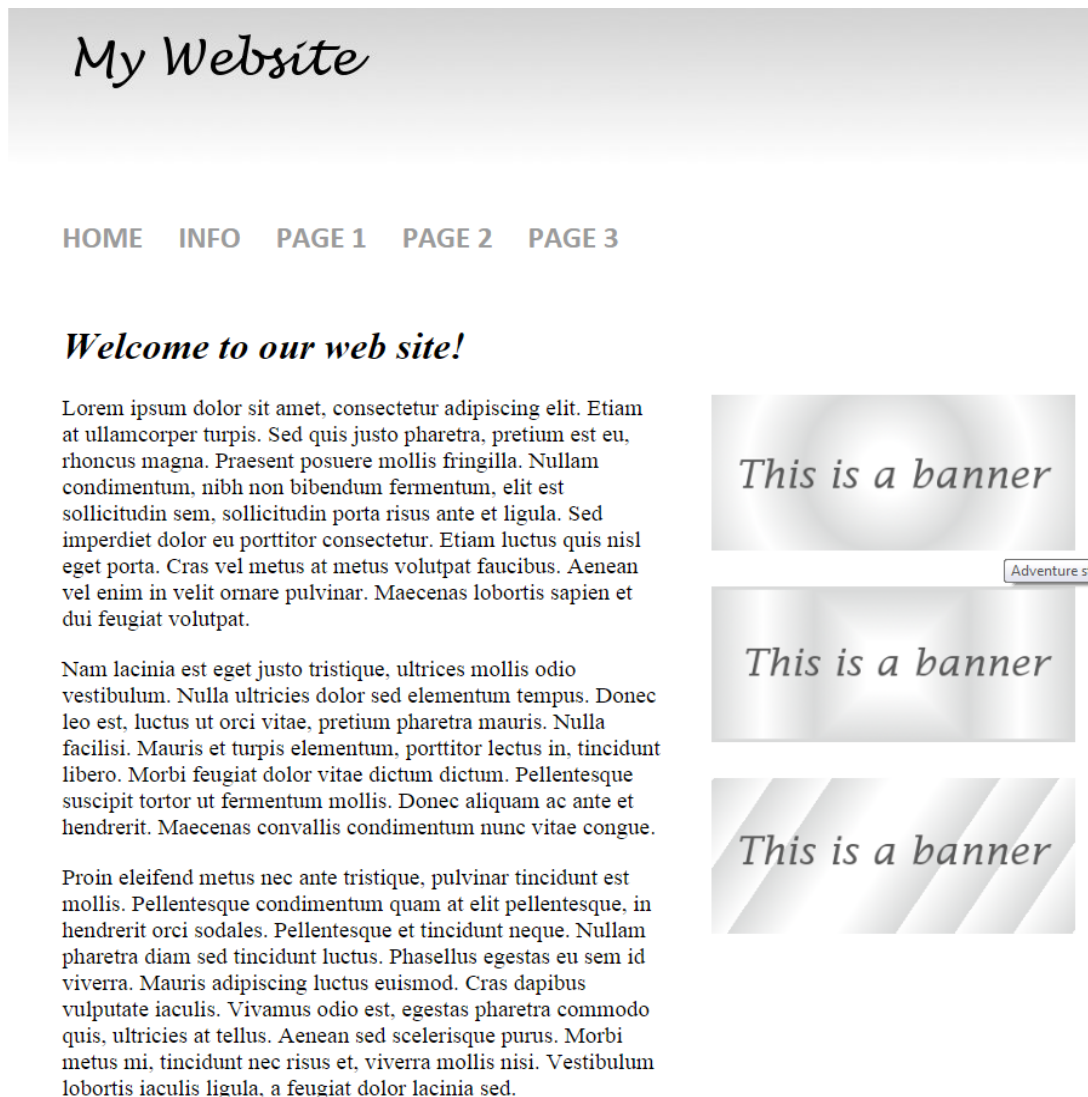 My Website
HOME INFO PAGE 1 PAGE 2 PAGE 3
Welcome to our web site!
Lorem ipsum dolor sit amet, consectetur adipiscing elit. Etiam
at ullamcorper turpis. Sed quis justo pharetra, pretium est eu,
rhoncus magna. Praesent posuere mollis fringilla. Nullam
condimentum, nibh non bibendum fermentum, elit est
sollicitudin sem, sollicitudin porta risus ante et ligula. Sed
imperdiet dolor eu porttitor consectetur. Etiam luctus quis nisl
eget porta. Cras vel metus at metus volutpat faucibus. Aenean
vel enim in velit ornare pulvinar. Maecenas lobortis sapien et
dui feugiat volutpat.
Nam lacinia est eget justo tristique, ultrices mollis odio
vestibulum. Nulla ultricies dolor sed elementum tempus. Donec
leo est, luctus ut orci vitae, pretium pharetra mauris. Nulla
facilisi. Mauris et turpis elementum, porttitor lectus in, tincidunt
libero. Morbi feugiat dolor vitae dictum dictum. Pellentesque
suscipit tortor ut fermentum mollis. Donec aliquam ac ante et
hendrerit. Maecenas convallis condimentum nunc vitae congue.
Proin eleifend metus nec ante tristique, pulvinar tincidunt est
mollis. Pellentesque condimentum quam at elit pellentesque, in
hendrerit orci sodales. Pellentesque et tincidunt neque. Nullam
pharetra diam sed tincidunt luctus. Phasellus egestas eu sem id
viverra. Mauris adipiscing luctus euismod. Cras dapibus
vulputate iaculis. Vivamus odio est, egestas pharetra commodo
quis, ultricies at tellus. Aenean sed scelerisque purus. Morbi
metus mi, tincidunt nec risus et, viverra mollis nisi. Vestibulum
lobortis iaculis ligula, a feugiat dolor lacinia sed.
This is a banner
Adventure
This is a banner
This is a banner